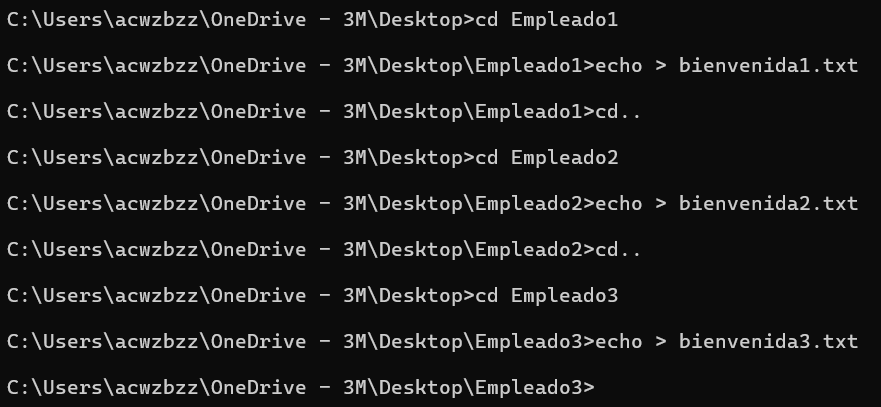 C:\Users\acwzbzz\OneDrive - 3M\Desktop>cd Empleado1
C:\Users\acwzbzz\OneDrive - 3M\Desktop\Empleado1>echo > bienvenida1.txt
C:\Users\acwzbzz\OneDrive - 3M\Desktop\Empleado1>cd..
C:\Users\acwzbzz\OneDrive - 3M\Desktop>cd Empleado2
C:\Users\acwzbzz\OneDrive - 3M\Desktop\Empleado2>echo > bienvenida2.txt
C:\Users\acwzbzz\OneDrive - 3M\Desktop\Empleado2>cd..
C:\Users\acwzbzz\OneDrive - 3M\Desktop>cd Empleado3
C:\Users\acwzbzz\OneDrive - 3M\Desktop\Empleado3>echo > bienvenida3.txt
C:\Users\acwzbzz\OneDrive - 3M\Desktop\Empleado3>